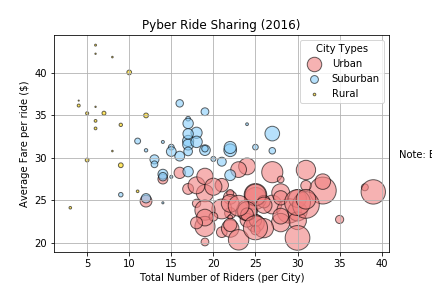 Pyber Ride Sharing (2016)
City Types
Urban
Suburban
Rural
Average Fare per ride ($)
40
35
30
25
20
5 10 15 20 25 30 35 40
Total Number of Riders (per City)
Note: